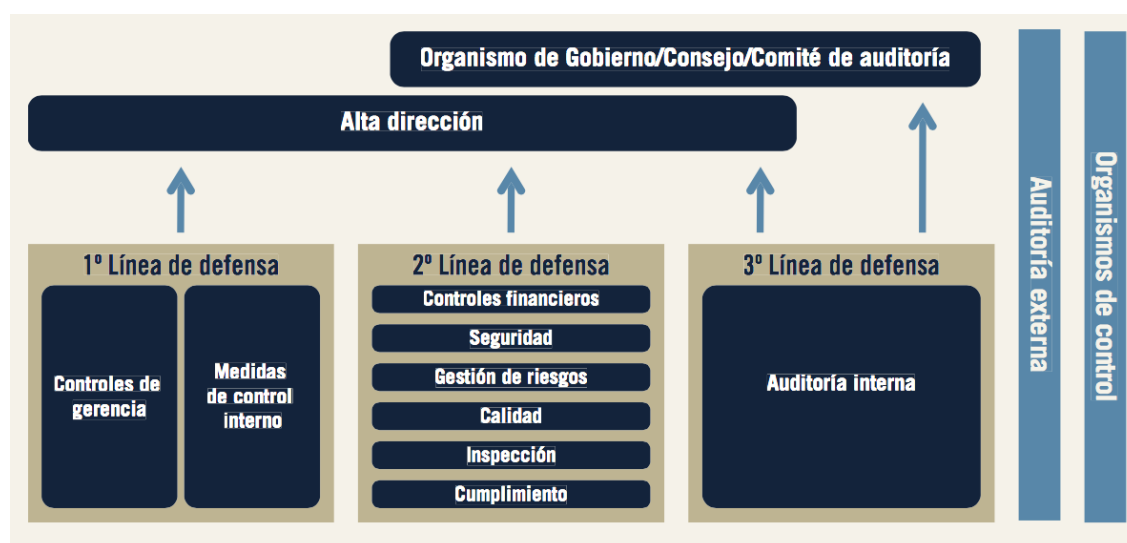 Organismo de Gobierno/Consejo/Comité de auditoría
Alta dirección
1º Línea de defensa
Controles de
gerencia
Medidas
de control
interno
2º Línea de defensa
Controles financieros
Seguridad
Gestión de riesgos
Calidad
Inspección
Cumplimiento
3º Línea de defensa
Auditoría interna
Auditoría externa
Organismos de control